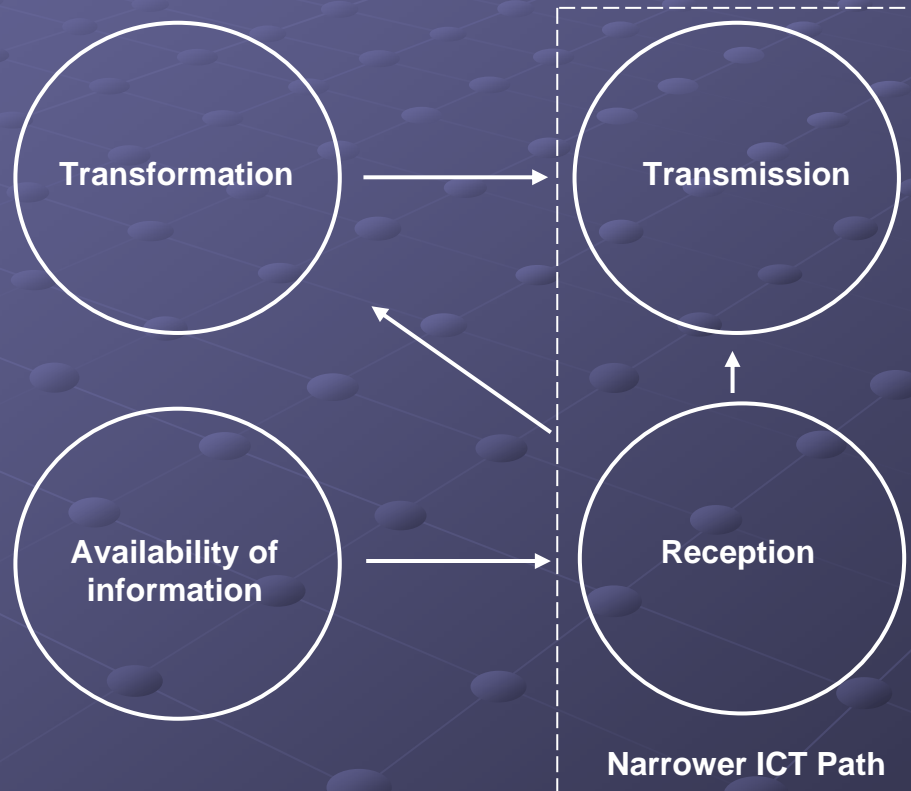 Transformation
Transmission
Availability of
information
Reception
Narrower ICT Path